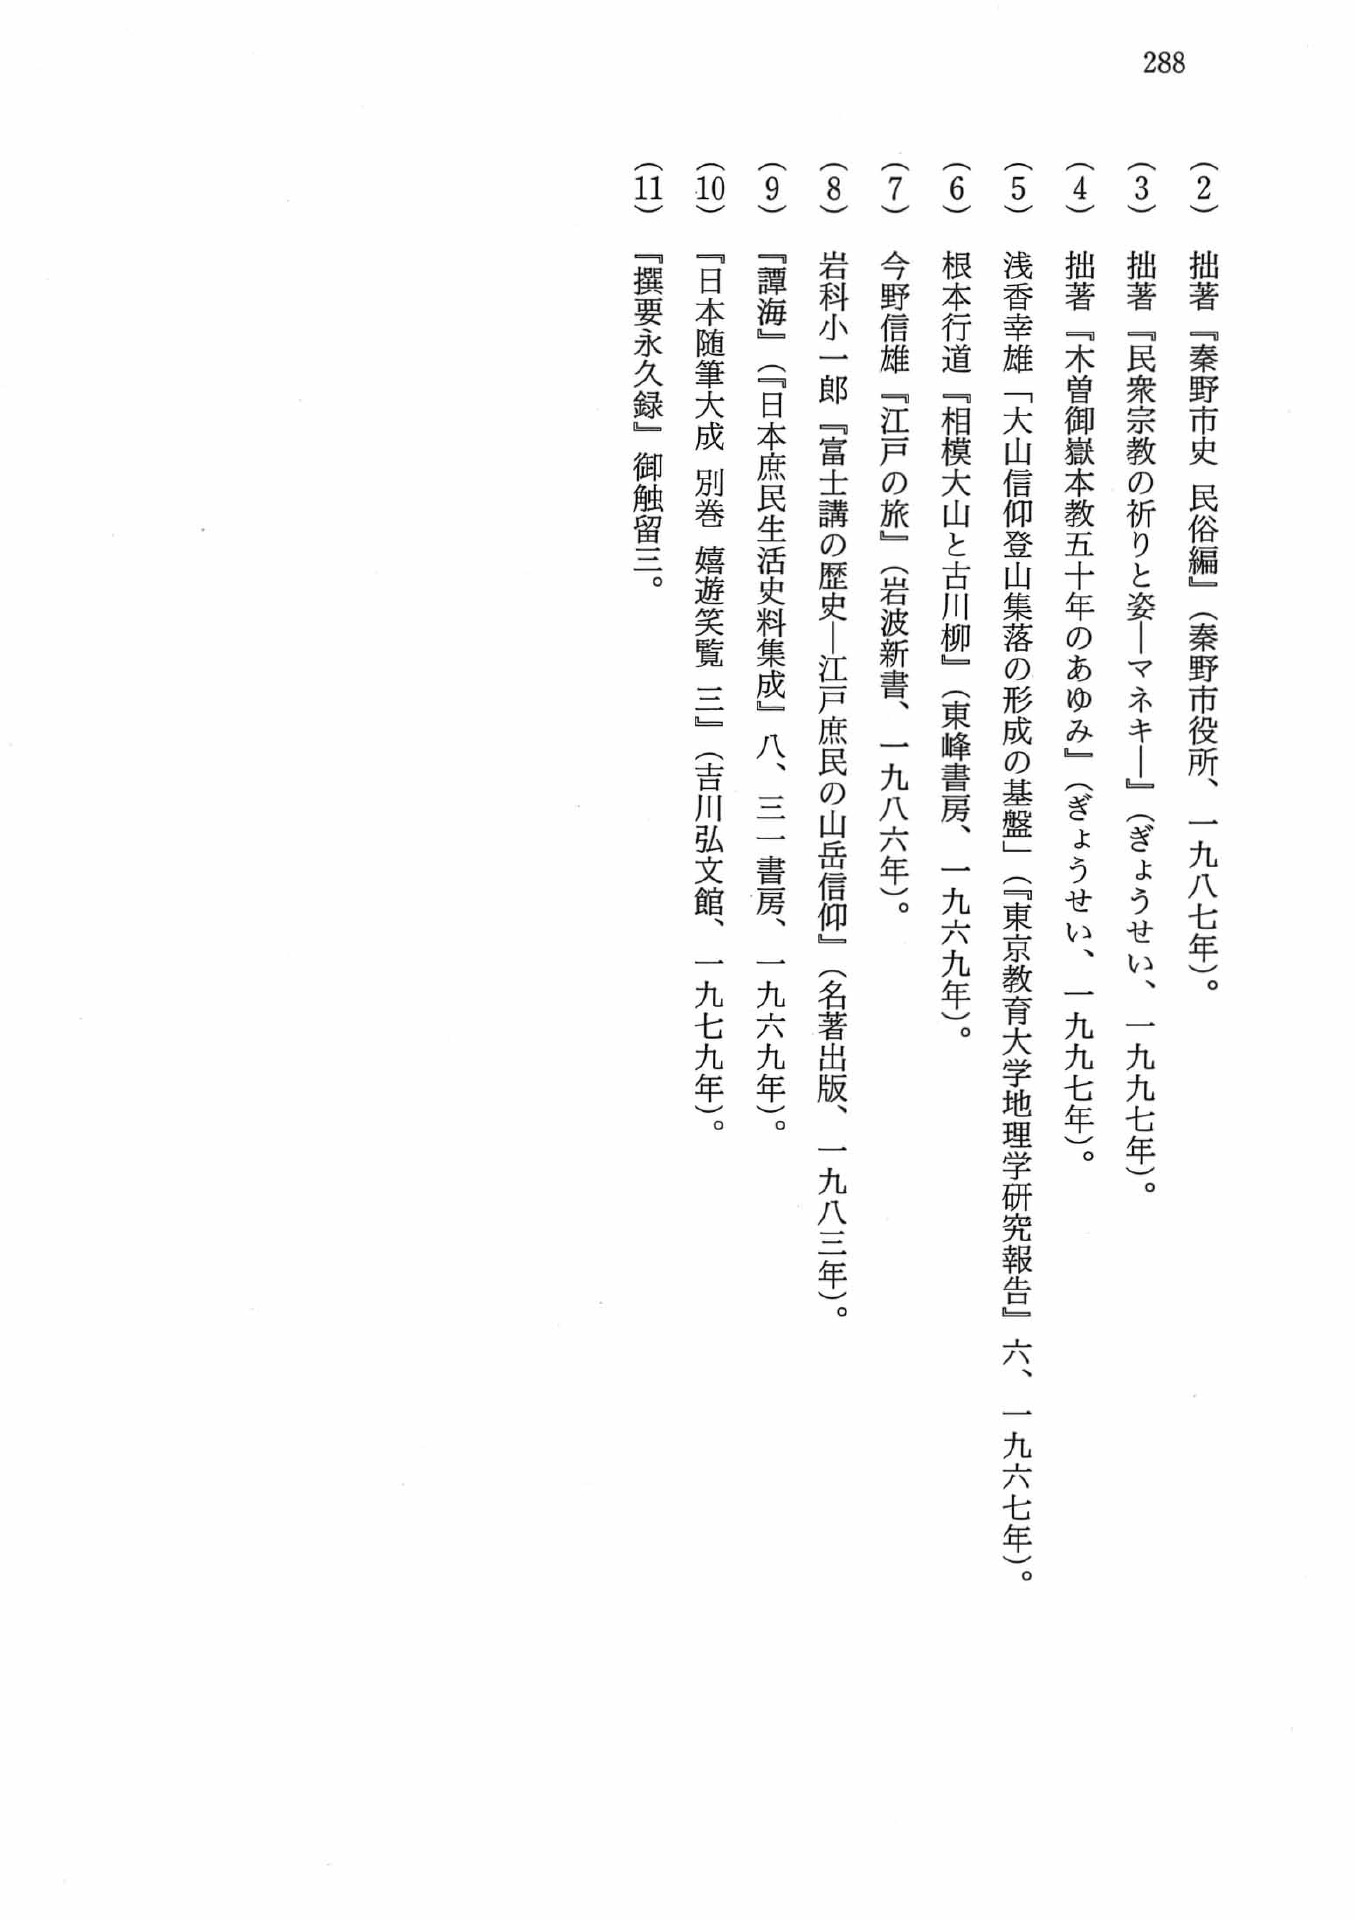 288
（2）　拙著『秦野市史 民俗編』（秦野市役所、一九八七年）。
（3）　拙著『民衆宗教の祈りと姿―マネキ―』（ぎょうせい、一九九七年）。
（4）　拙著『木曽御嶽本教五十年のあゆみ』（ぎょうせい、一九九七年）。
（5）　浅香幸雄「大山信仰登山集落の形成の基盤」（『東京教育大学地理学研究報告』六、一九六七年）。
（6）　根本行道『相模大山と古川柳』（東峰書房、一九六九年）。
（7）　今野信雄『江戸の旅』（岩波新書、一九八六年）。
（8）　岩科小一郎『富士講の歴史―江戸庶民の山岳信仰』（名著出版、一九八三年）。
（9）　『譚海』（『日本庶民生活史料集成』八、三一書房、一九六九年）。
（10）　『日本随筆大成 別巻 嬉遊笑覧 三』（吉川弘文館、一九七九年）。
（11）　『撰要永久録』御触留三。